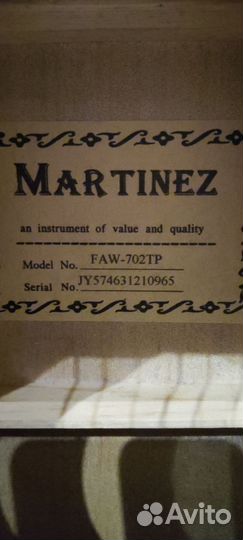 MARTINEZ
an instrument of value and quality
Model No. FAW-702TP
Serial No. JY574631210965
Avito